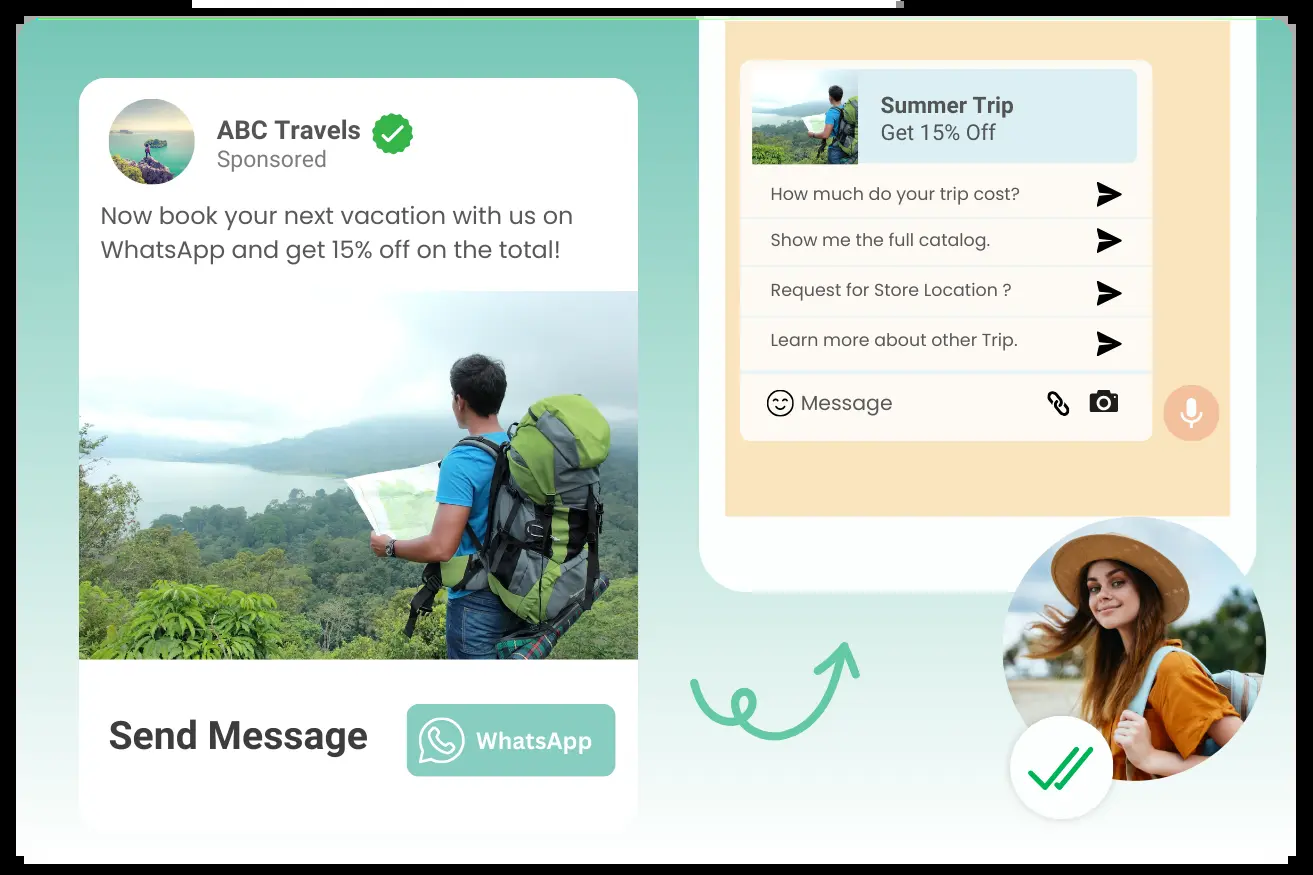 ABC Travels
Sponsored
Now book your next vacation with us on
WhatsApp and get 15% off on the total!
Send Message
WhatsApp
Summer Trip
Get 15% Off
How much do your trip cost?
Show me the full catalog.
Request for Store Location ?
Learn more about other Trip.
Message